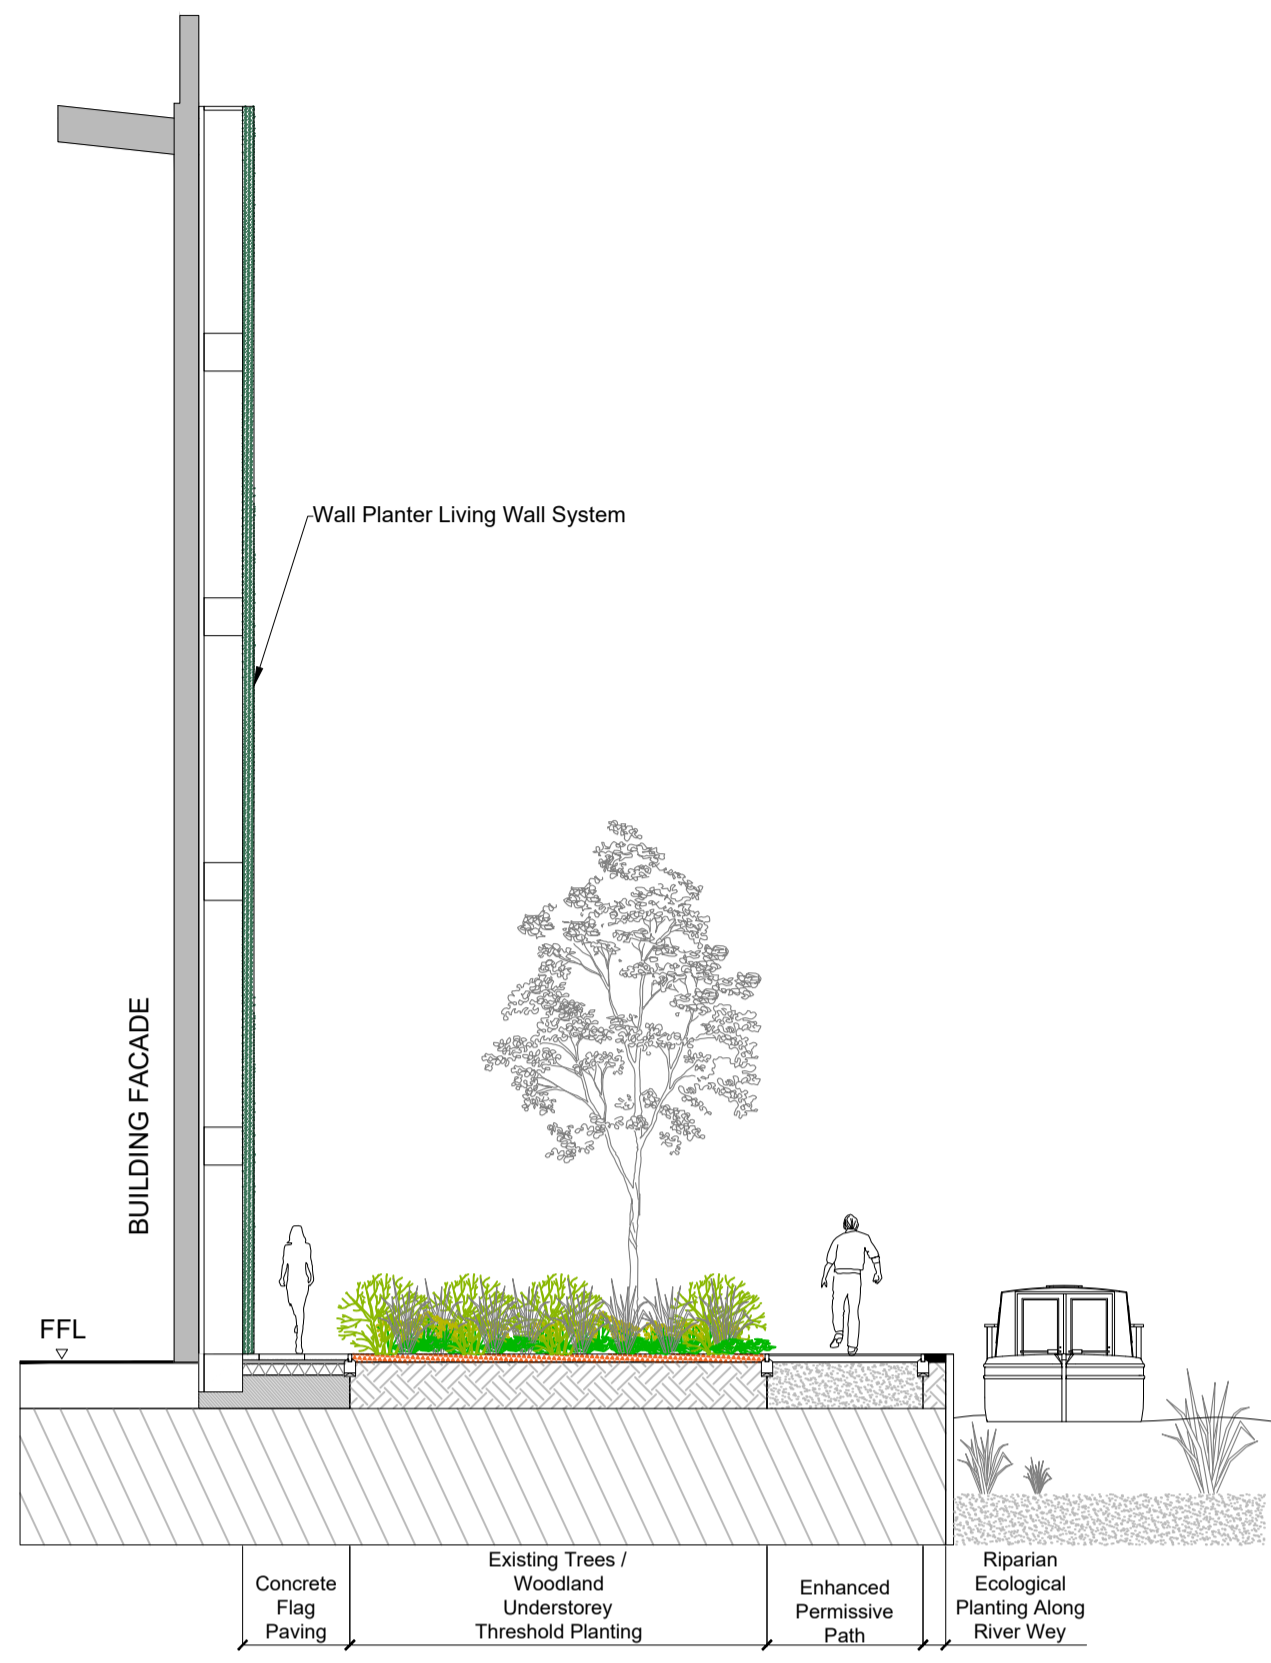 Wall Planter Living Wall System
BUILDING FACADE
FFL
Concrete
Flag
Paving
Existing Trees /
Woodland
Understorey
Threshold Planting
Enhanced
Permissive
Path
Riparian
Ecological
Planting Along
River Wey